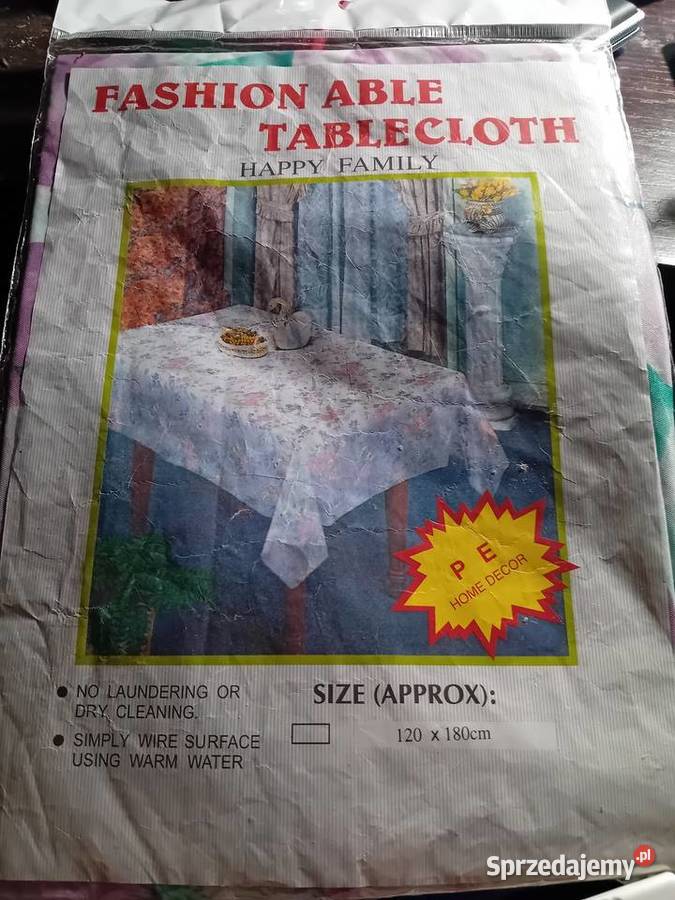 FASHION ABLE
TABLECLOTH
HAPPY FAMILY
P E
HOME DECOR
● NO LAUNDERING OR
DRY CLEANING.
● SIMPLY WIRE SURFACE
USING WARM WATER
SIZE (APPROX):
120 x 180cm
Sprzedajemy.pl